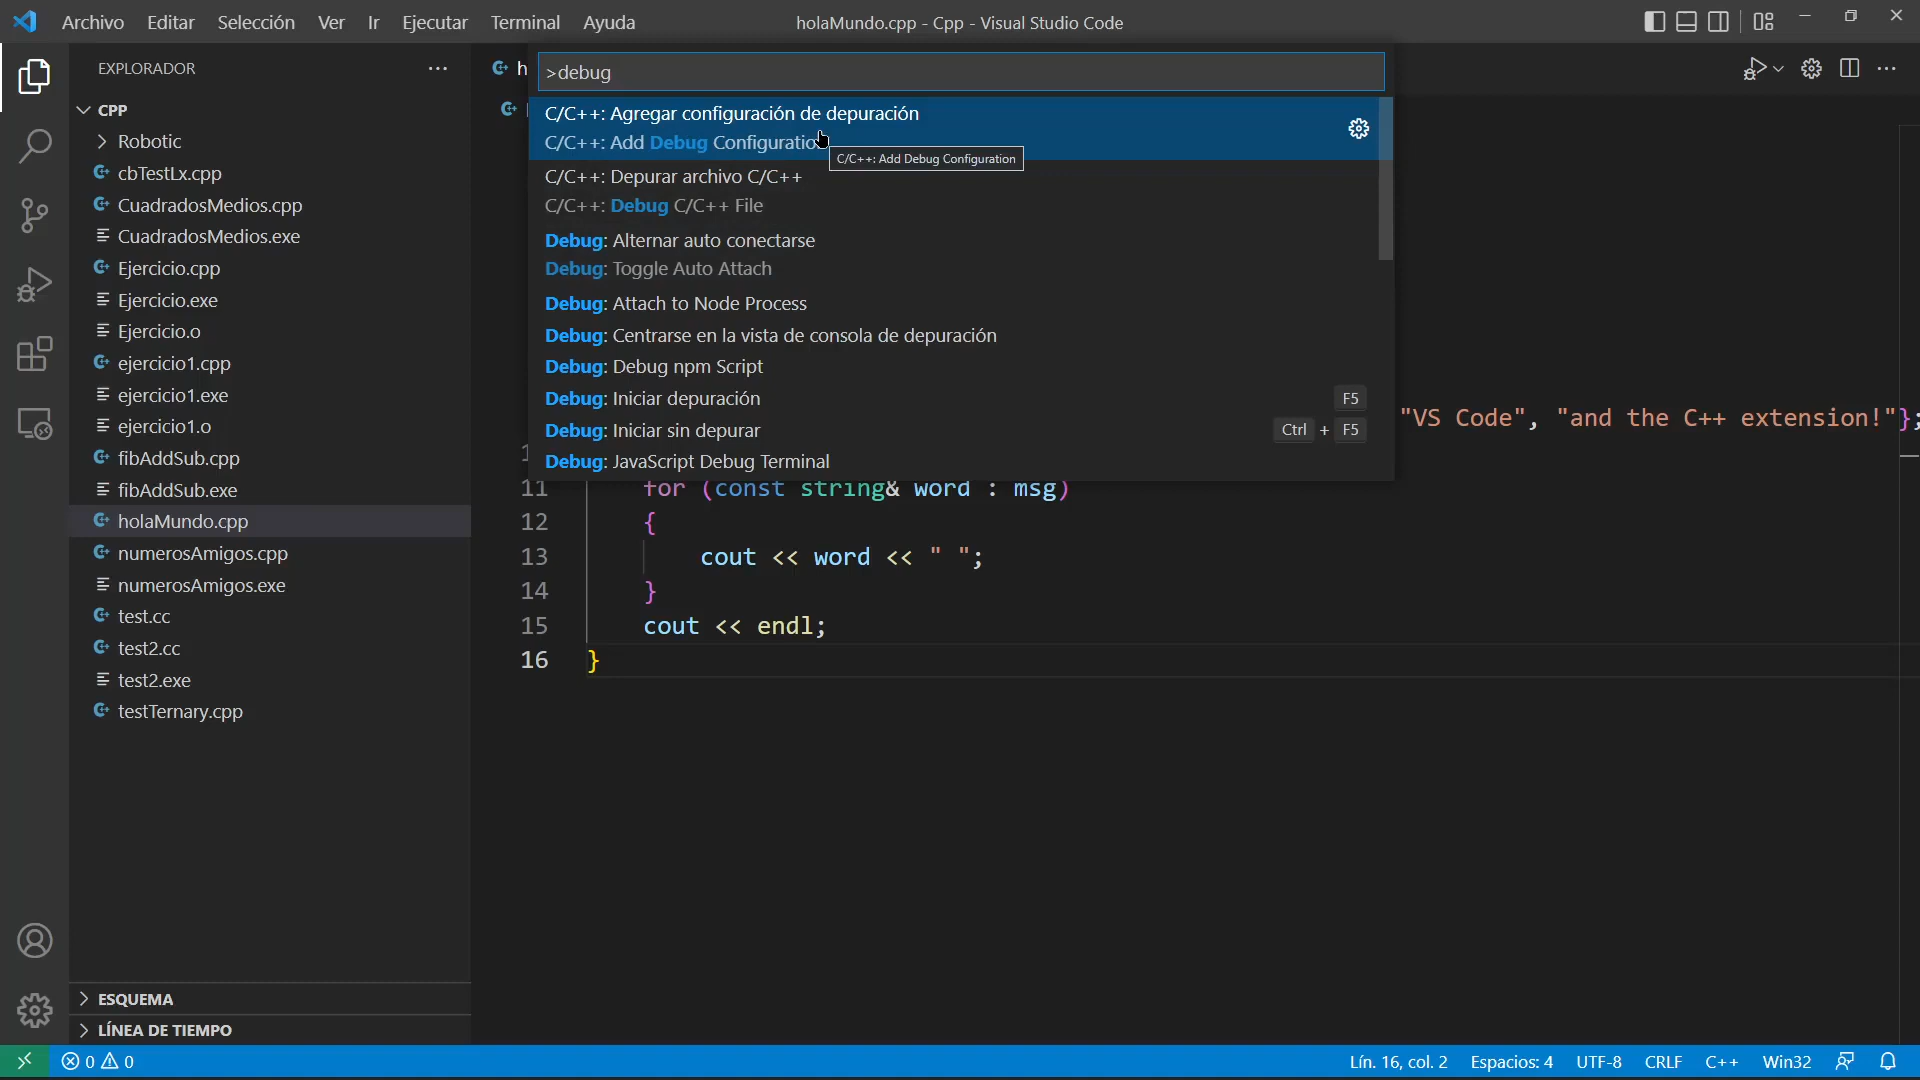 Archivo Editar Selección Ver Ir Ejecutar Terminal Ayuda
holaMundo.cpp - Cpp - Visual Studio Code
EXPLORADOR
CPP
Robotic
cbTestLx.cpp
CuadradosMedios.cpp
CuadradosMedios.exe
Ejercicio.cpp
Ejercicio.exe
Ejercicio.o
ejercicio1.cpp
ejercicio1.exe
ejercicio1.o
fibAddSub.cpp
fibAddSub.exe
holaMundo.cpp
numerosAmigos.cpp
numerosAmigos.exe
test.cc
test2.cc
test2.exe
testTernary.cpp
ESQUEMA
LÍNEA DE TIEMPO
h
>debug
C/C++: Agregar configuración de depuración
C/C++: Add Debug Configuratio
C/C++: Add Debug Configuration
C/C++: Depurar archivo C/C++
C/C++: Debug C/C++ File
Debug: Alternar auto conectarse
Debug: Toggle Auto Attach
Debug: Attach to Node Process
Debug: Centrarse en la vista de consola de depuración
Debug: Debug npm Script
Debug: Iniciar depuración F5
Debug: Iniciar sin depurar Ctrl + F5
Debug: JavaScript Debug Terminal
"VS Code", "and the C++ extension!"};
11 for (const string& word : msg)
12 {
13 cout << word << " ";
14 }
15 cout << endl;
16 }
0 0
Lín. 16, col. 2 Espacios: 4 UTF-8 CRLF C++ Win32